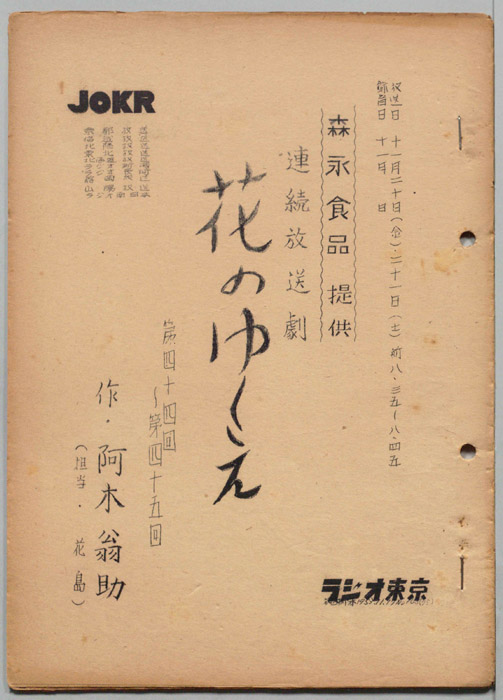 放送日 十一月二十日(金)・二十一日(土) 前八・三五〜八・四五
録音日 十一月 日
森永食品 提供
連続放送劇
花のゆくえ
第四十四回
〜第四十五回
作・阿木翁助
(担当・花島)
JOKR
ラジオ東京